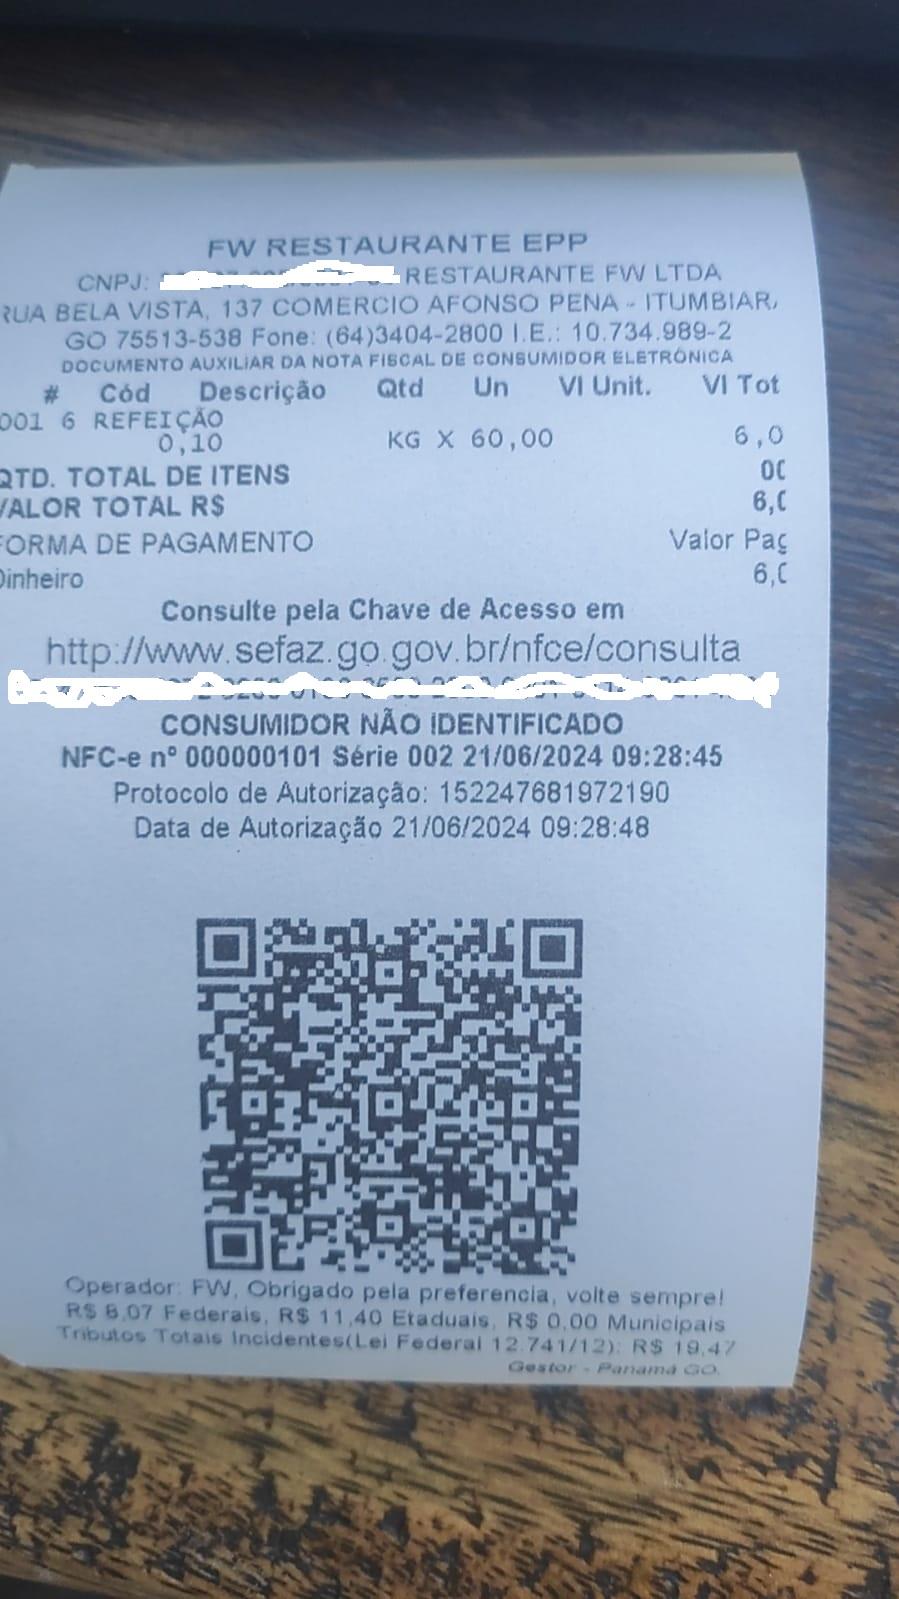 FW RESTAURANTE EPP
CNPJ: RESTAURANTE FW LTDA
RUA BELA VISTA, 137 COMERCIO AFONSO PENA - ITUMBIAR
GO 75513-538 Fone: (64)3404-2800 I.E.: 10.734.989-2
DOCUMENTO AUXILIAR DA NOTA FISCAL DE CONSUMIDOR ELETRÔNICA
# Cód Descrição Qtd Un Vl Unit. Vl Tot
001 6 REFEIÇÃO
0,10 KG X 60,00 6,0
QTD. TOTAL DE ITENS 00
VALOR TOTAL R$ 6,0
FORMA DE PAGAMENTO Valor Pag
Dinheiro 6,0
Consulte pela Chave de Acesso em
http://www.sefaz.go.gov.br/nfce/consulta
CONSUMIDOR NÃO IDENTIFICADO
NFC-e nº 000000101 Série 002 21/06/2024 09:28:45
Protocolo de Autorização: 152247681972190
Data de Autorização 21/06/2024 09:28:48
Operador: FW, Obrigado pela preferencia, volte sempre!
R$ 8,07 Federais, R$ 11,40 Etaduais, R$ 0,00 Municipais
Tributos Totais Incidentes(Lei Federal 12.741/12): R$ 19,47
Gestor - Panamá GO.